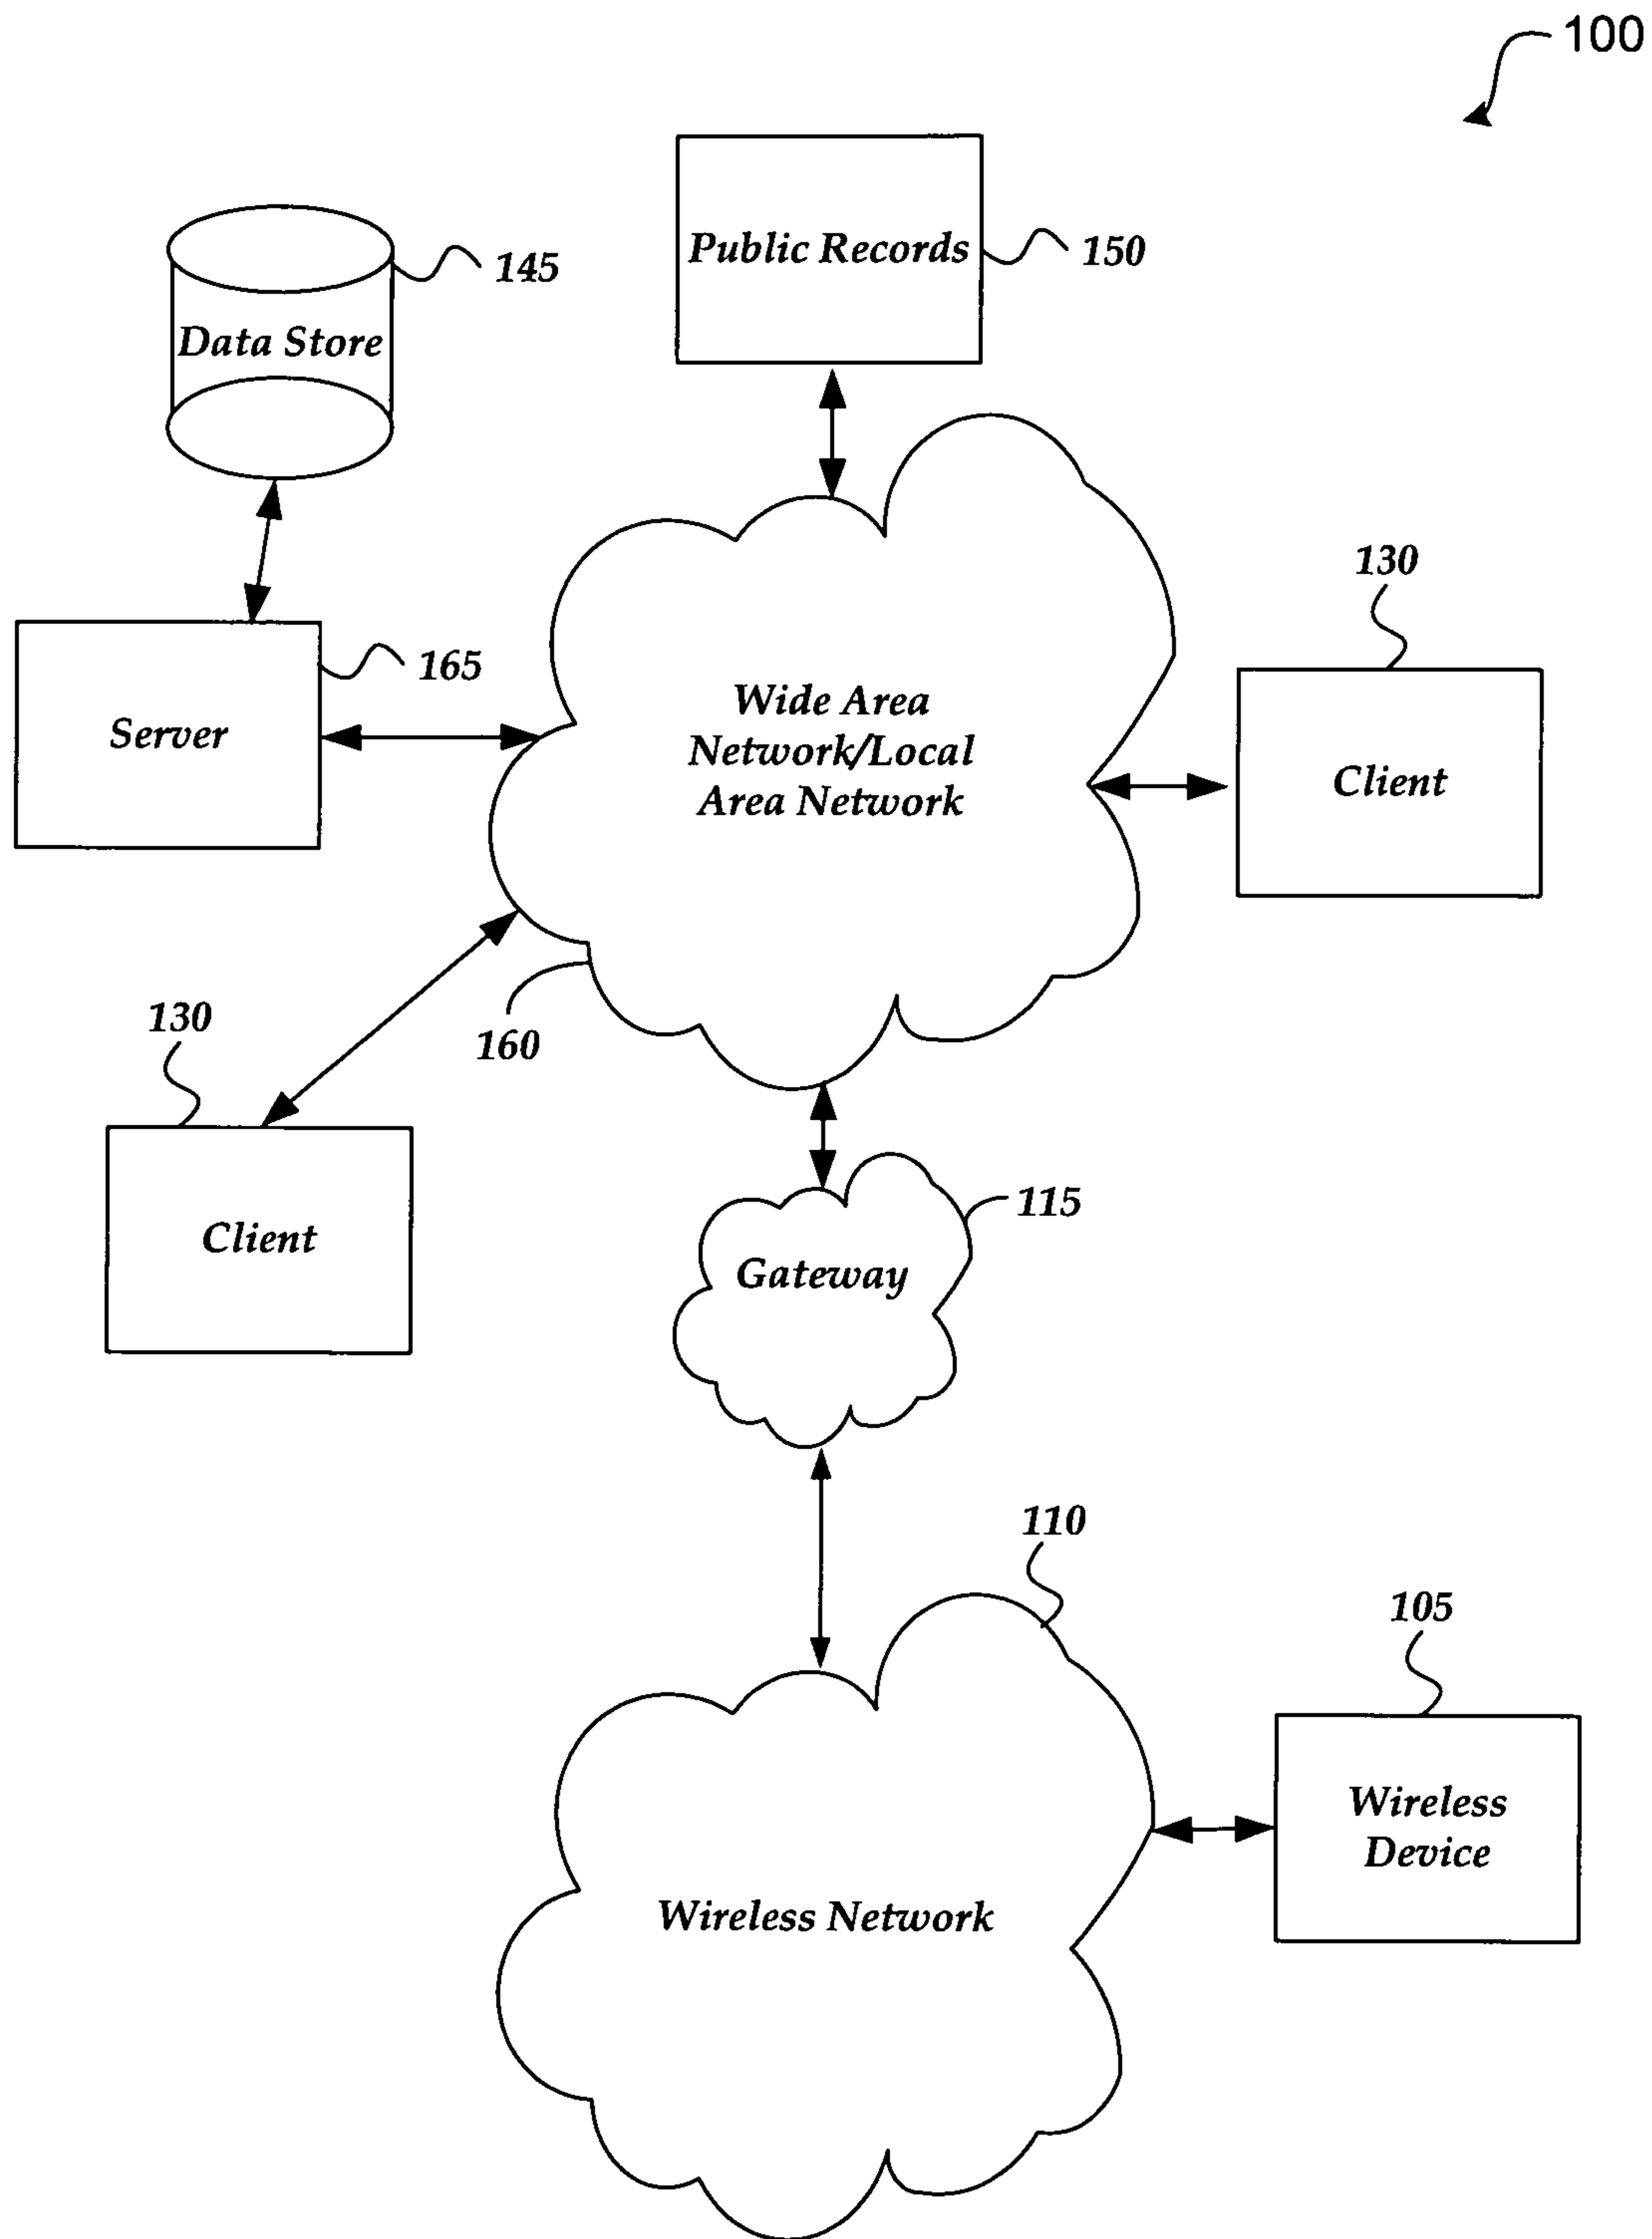 100
Public Records
150
145
Data Store
130
165
Server
Wide Area
Network/Local
Area Network
Client
130
160
115
Client
Gateway
110
105
Wireless
Device
Wireless Network